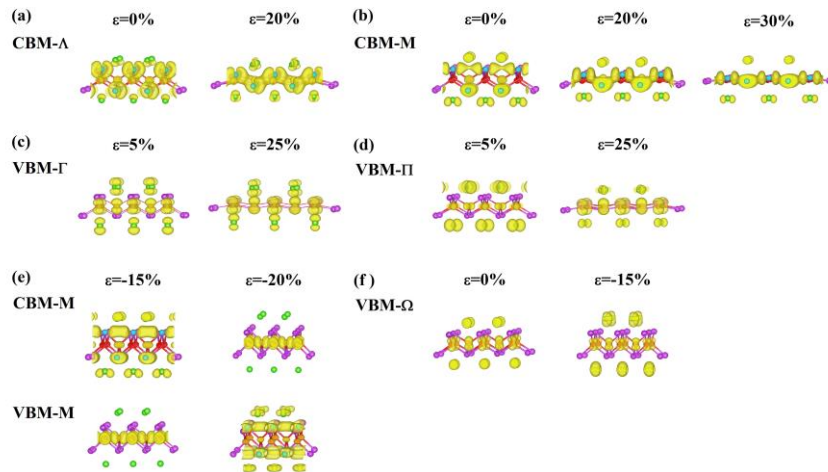 (a) ε=0% ε=20%
CBM-Λ
(b) ε=0% ε=20% ε=30%
CBM-M
(c) ε=5% ε=25%
VBM-Γ
(d) ε=5% ε=25%
VBM-Π
(e) ε=-15% ε=-20%
CBM-M
VBM-M
(f) ε=0% ε=-15%
VBM-Ω